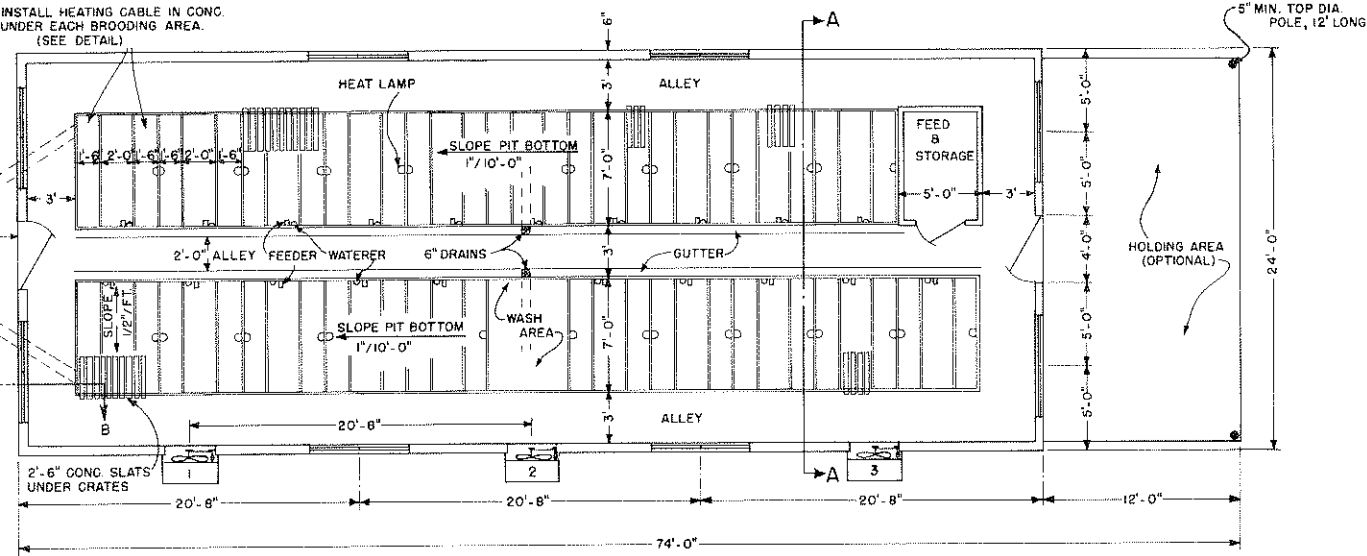 INSTALL HEATING CABLE IN CONC.
UNDER EACH BROODING AREA.
(SEE DETAIL)
6"
A
5" MIN. TOP DIA.
POLE, 12' LONG
HEAT LAMP
3'
ALLEY
5'-0"
FEED
&
STORAGE
SLOPE PIT BOTTOM
1"/10'-0"
7'-0"
1'-6" 2'-0" 1'-6" 1'-6" 2'-0" 1'-6"
5'-0"
3'
5'-0"
3'
2'-0" ALLEY
FEEDER
WATERER
6" DRAINS
3'
GUTTER
4'-0"
HOLDING AREA
(OPTIONAL)
24'-0"
SLOPE
1/2"/FT.
SLOPE PIT BOTTOM
1"/10'-0"
WASH
AREA
7'-0"
5'-0"
B
20'-6"
3'
ALLEY
5'-0"
2'-6" CONC. SLATS
UNDER CRATES
1
2
3
A
20'-8"
20'-8"
20'-8"
12'-0"
74'-0"